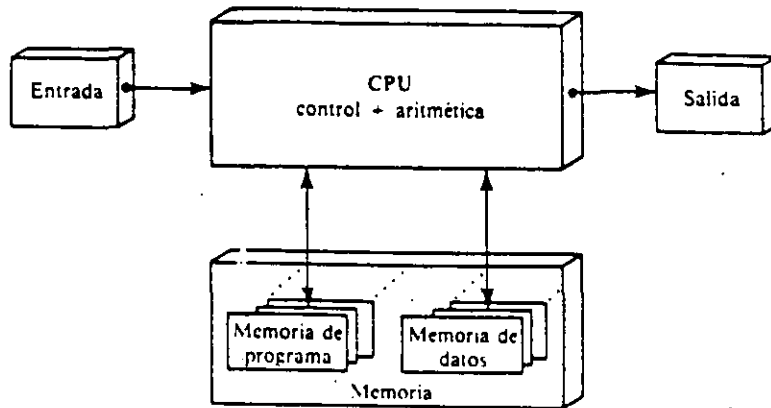 Entrada
CPU
control + aritmética
Salida
Memoria de
programa
Memoria de
datos
Memoria